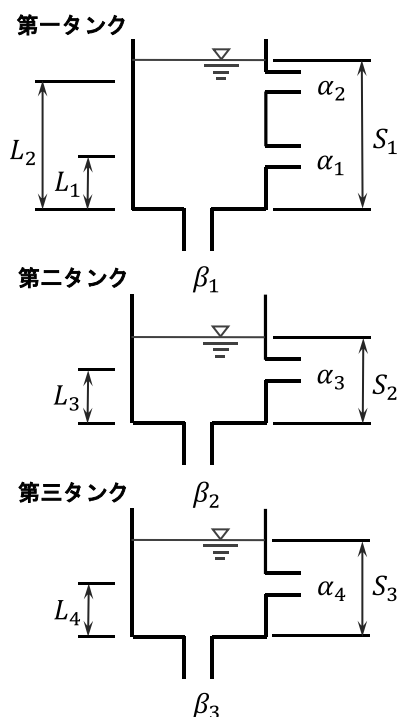 第一タンク
α2
S1
L2
α1
L1
β1
第二タンク
α3
S2
L3
β2
第三タンク
α4
S3
L4
β3